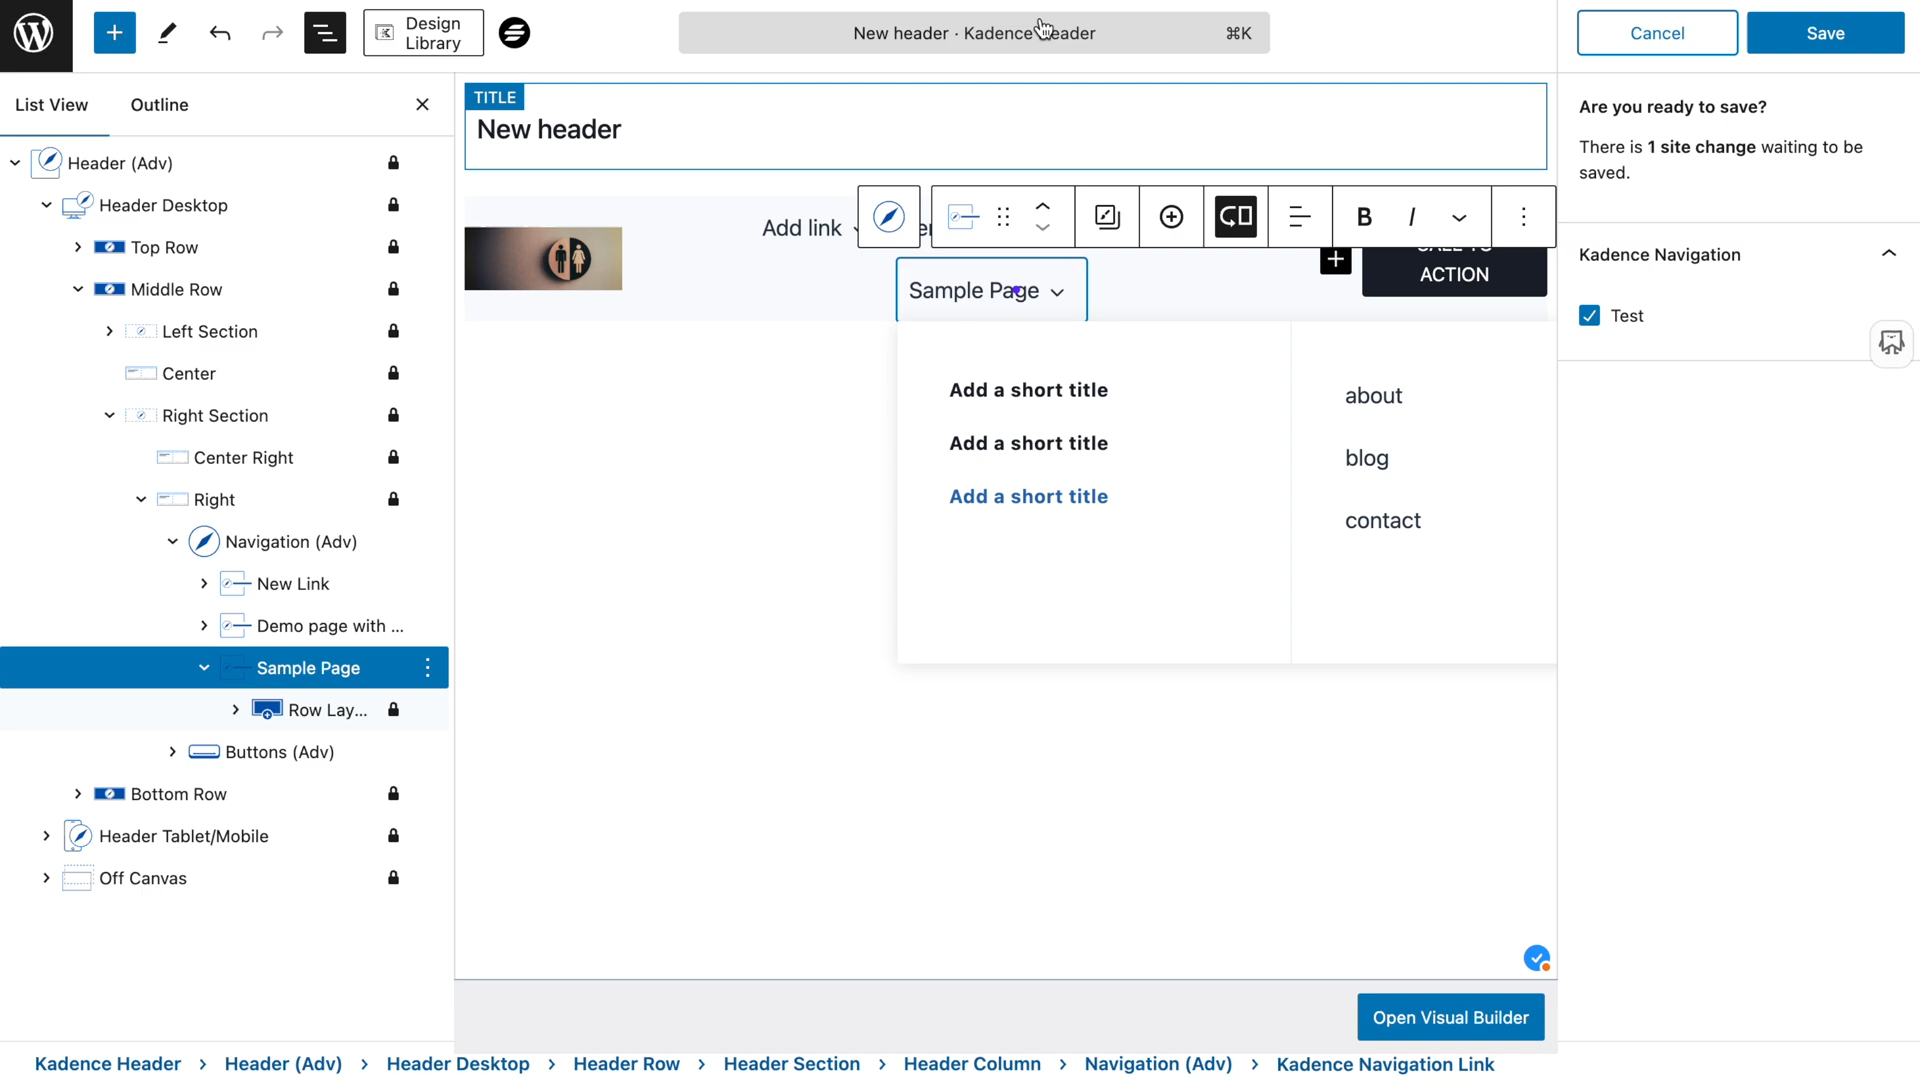 Design
Library
New header · Kadence Header
⌘K
Cancel
Save
List View
Outline
TITLE
New header
Are you ready to save?
There is 1 site change waiting to be
saved.
Kadence Navigation
Test
Header (Adv)
Header Desktop
Top Row
Middle Row
Left Section
Center
Right Section
Center Right
Right
Navigation (Adv)
New Link
Demo page with ...
Sample Page
Row Lay...
Buttons (Adv)
Bottom Row
Header Tablet/Mobile
Off Canvas
Add link
B I
ACTION
Sample Page
Add a short title
Add a short title
Add a short title
about
blog
contact
Open Visual Builder
Kadence Header > Header (Adv) > Header Desktop > Header Row > Header Section > Header Column > Navigation (Adv) > Kadence Navigation Link